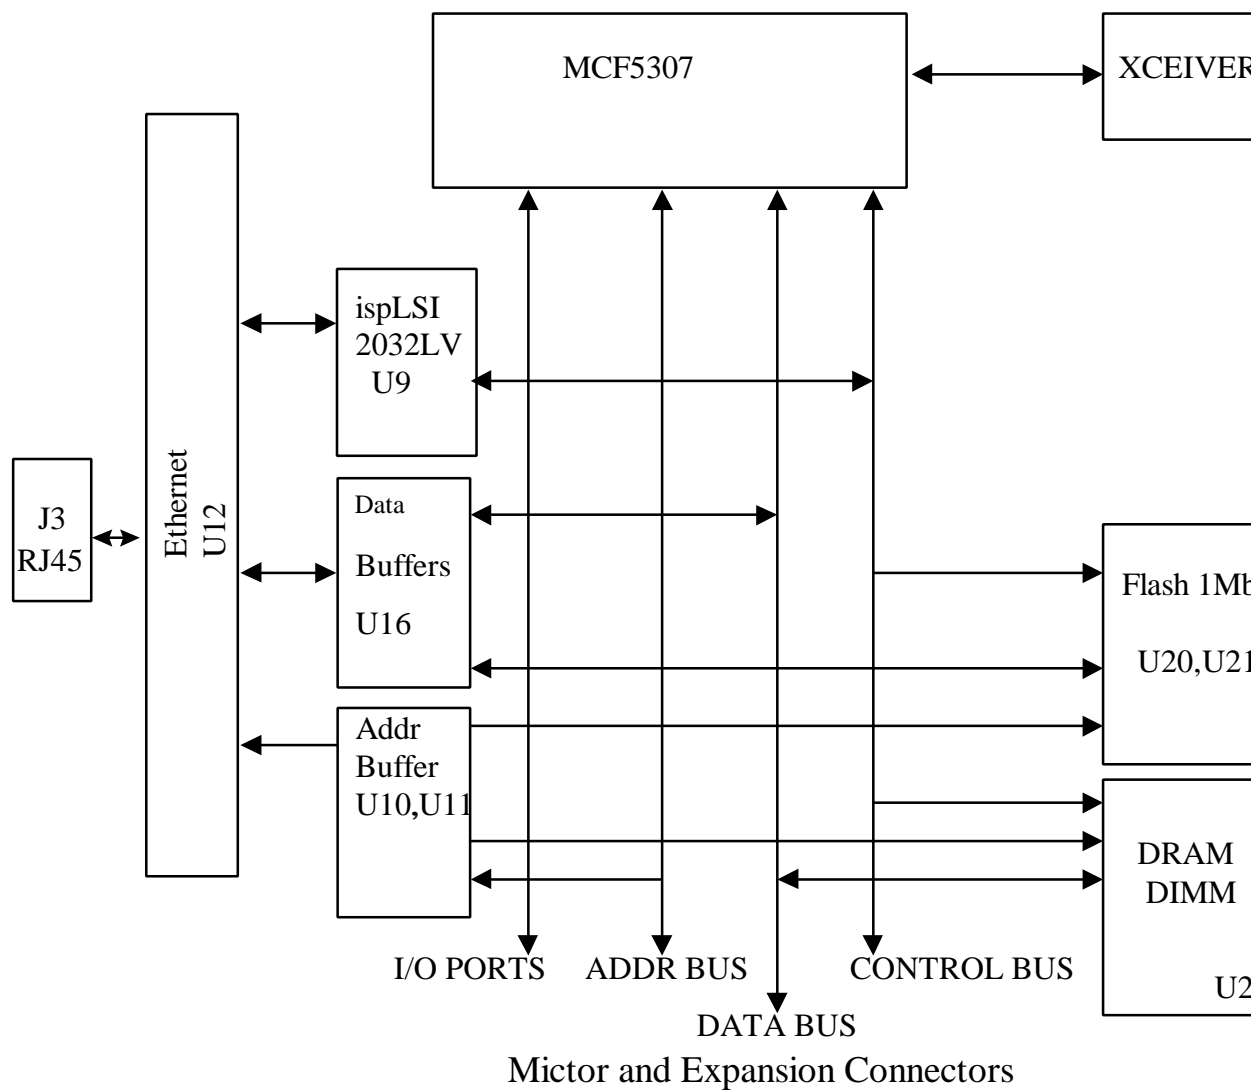 MCF5307
XCEIVER
ispLSI
2032LV
U9
Ethernet
U12
J3
RJ45
Data
Buffers
U16
Flash 1Mb
U20,U21
Addr
Buffer
U10,U11
DRAM
DIMM
U2
I/O PORTS
ADDR BUS
CONTROL BUS
DATA BUS
Mictor and Expansion Connectors